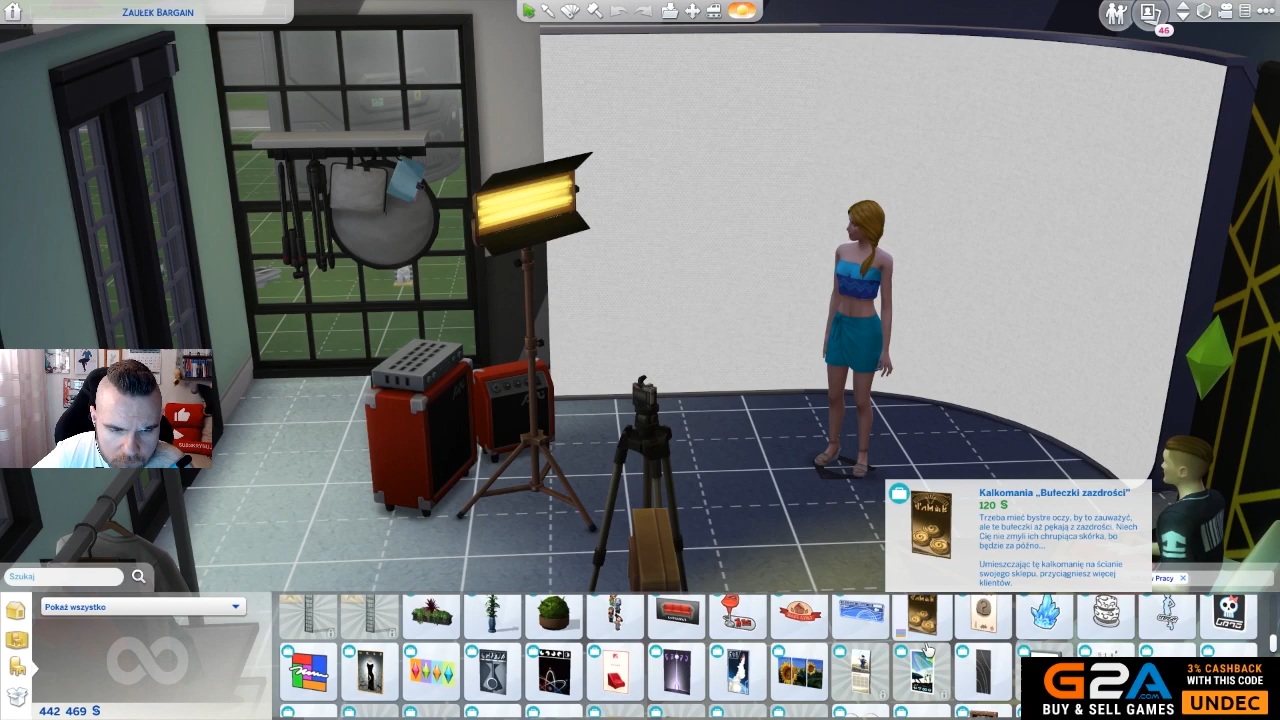 ZAUŁEK BARGAIN
46
Kalkomania „Bułeczki zazdrości”
120 $
Trzeba mieć bystre oczy, by to zauważyć,
ale te bułeczki aż pękają z zazdrości. Niech
Cię nie zmyli ich chrupiąca skórka, bo
będzie za późno...
Umieszczając tę kalkomanię na ścianie
swojego sklepu, przyciągniesz więcej
klientów.
y Pracy
Szukaj
Pokaż wszystko
442 469 $
G2A
.COM
BUY & SELL GAMES
3% CASHBACK
WITH THIS CODE
UNDEC